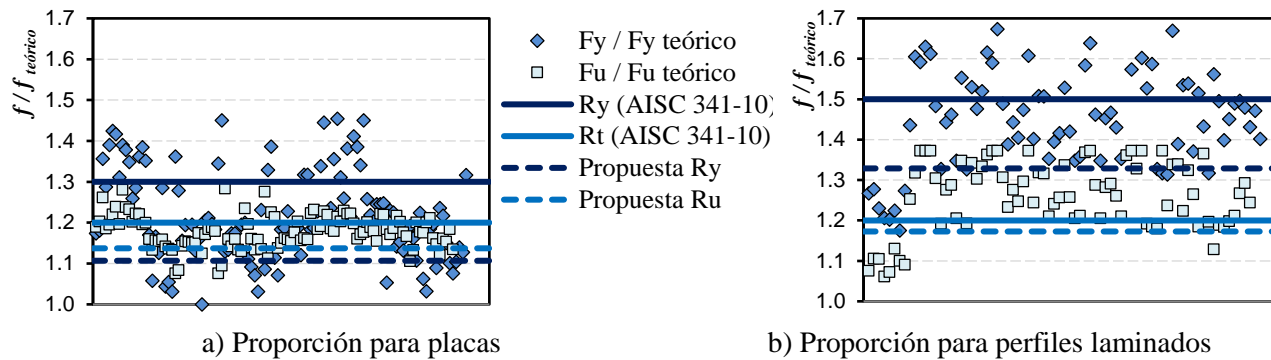 f / f teórico
1.7
1.6
1.5
1.4
1.3
1.2
1.1
1.0
a) Proporción para placas
Fy / Fy teórico
Fu / Fu teórico
Ry (AISC 341-10)
Rt (AISC 341-10)
Propuesta Ry
Propuesta Ru
f / f teórico
1.7
1.6
1.5
1.4
1.3
1.2
1.1
1.0
b) Proporción para perfiles laminados